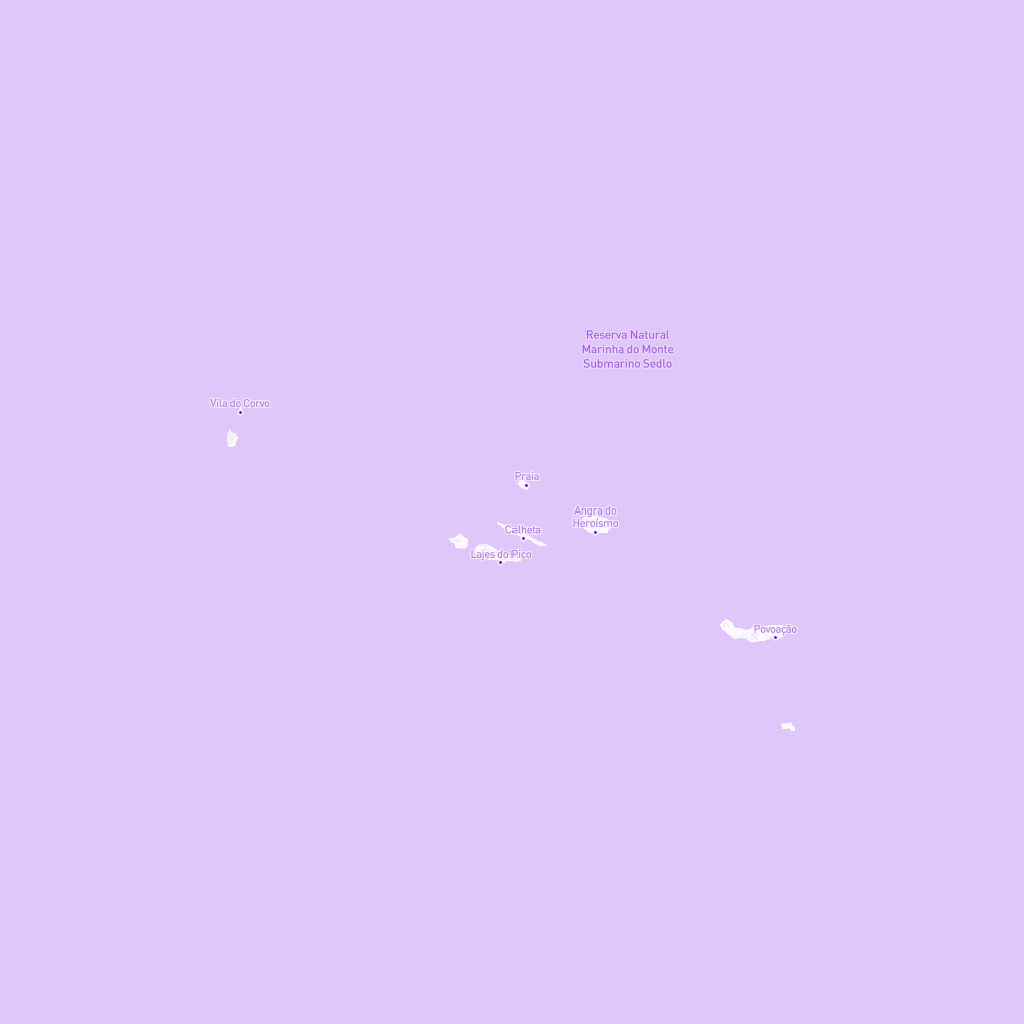 Reserva Natural
Marinha do Monte
Submarino Sedlo
Vila do Corvo
Praia
Angra do
Heroísmo
Calheta
Lajes do Pico
Povoação